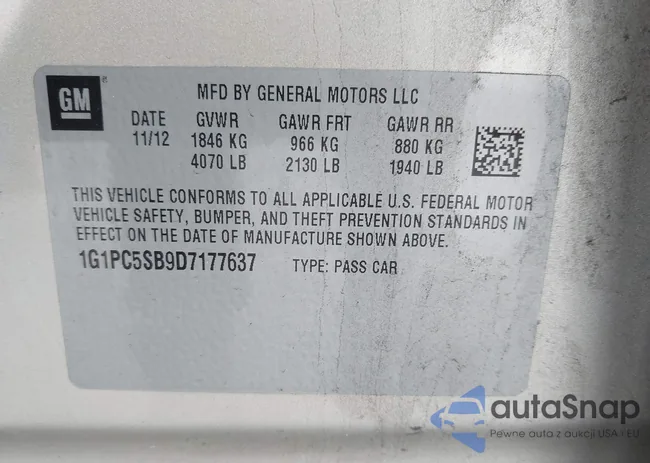 GM
MFD BY GENERAL MOTORS LLC
DATE GVWR GAWR FRT GAWR RR
11/12 1846 KG 966 KG 880 KG
4070 LB 2130 LB 1940 LB
THIS VEHICLE CONFORMS TO ALL APPLICABLE U.S. FEDERAL MOTOR
VEHICLE SAFETY, BUMPER, AND THEFT PREVENTION STANDARDS IN
EFFECT ON THE DATE OF MANUFACTURE SHOWN ABOVE.
1G1PC5SB9D7177637 TYPE: PASS CAR
autaSnap
Pewne auta z aukcji USA i EU